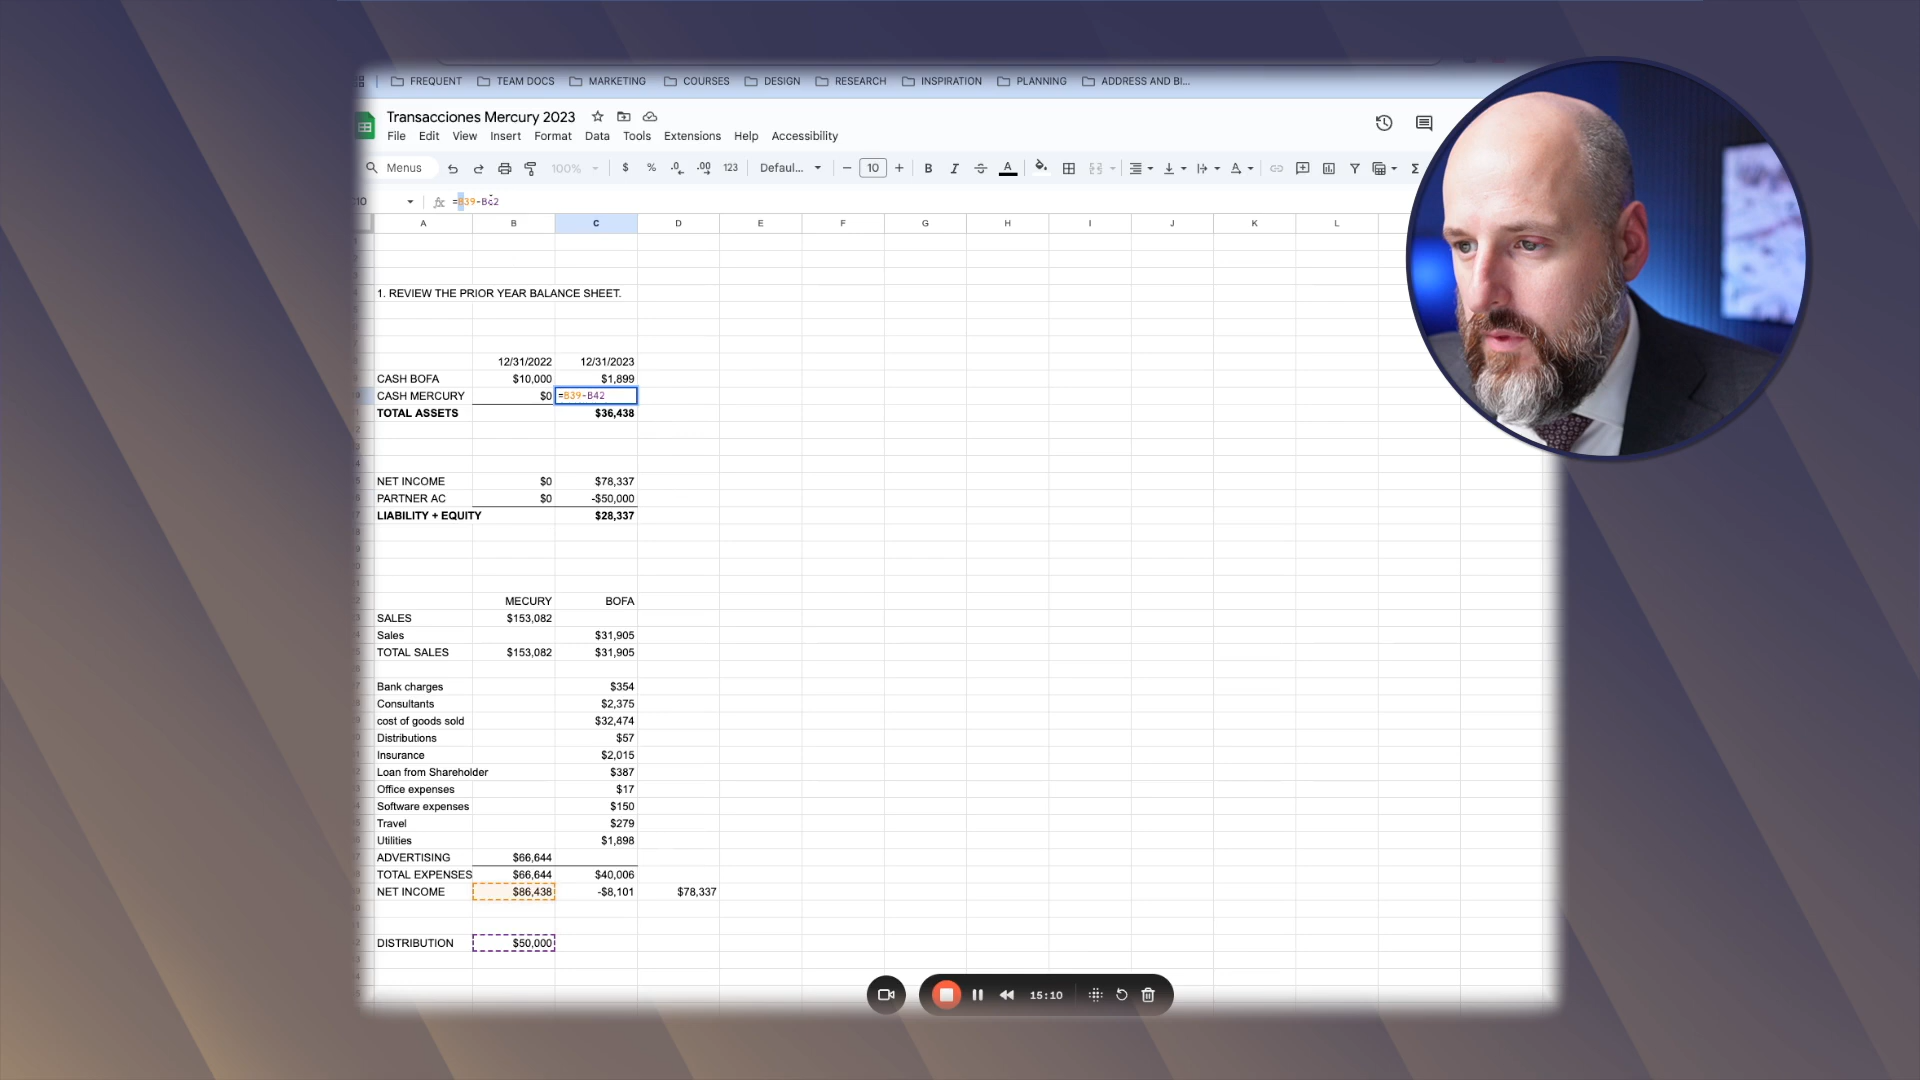 FREQUENT TEAM DOCS MARKETING COURSES DESIGN RESEARCH INSPIRATION PLANNING ADDRESS AND BI...
Transacciones Mercury 2023
File Edit View Insert Format Data Tools Extensions Help Accessibility
Menus 100% $ % .0 .00 123 Defaul... 10 B I S A Σ
C10 fx =B39-B42
A B C D E F G H I J K L
1. REVIEW THE PRIOR YEAR BALANCE SHEET.
12/31/2022 12/31/2023
CASH BOFA $10,000 $1,899
CASH MERCURY $0 =B39-B42
TOTAL ASSETS $36,438
NET INCOME $0 $78,337
PARTNER AC $0 -$50,000
LIABILITY + EQUITY $28,337
MECURY BOFA
SALES $153,082
Sales $31,905
TOTAL SALES $153,082 $31,905
Bank charges $354
Consultants $2,375
cost of goods sold $32,474
Distributions $57
Insurance $2,015
Loan from Shareholder $387
Office expenses $17
Software expenses $150
Travel $279
Utilities $1,898
ADVERTISING $66,644
TOTAL EXPENSES $66,644 $40,006
NET INCOME $86,438 -$8,101 $78,337
DISTRIBUTION $50,000
15:10